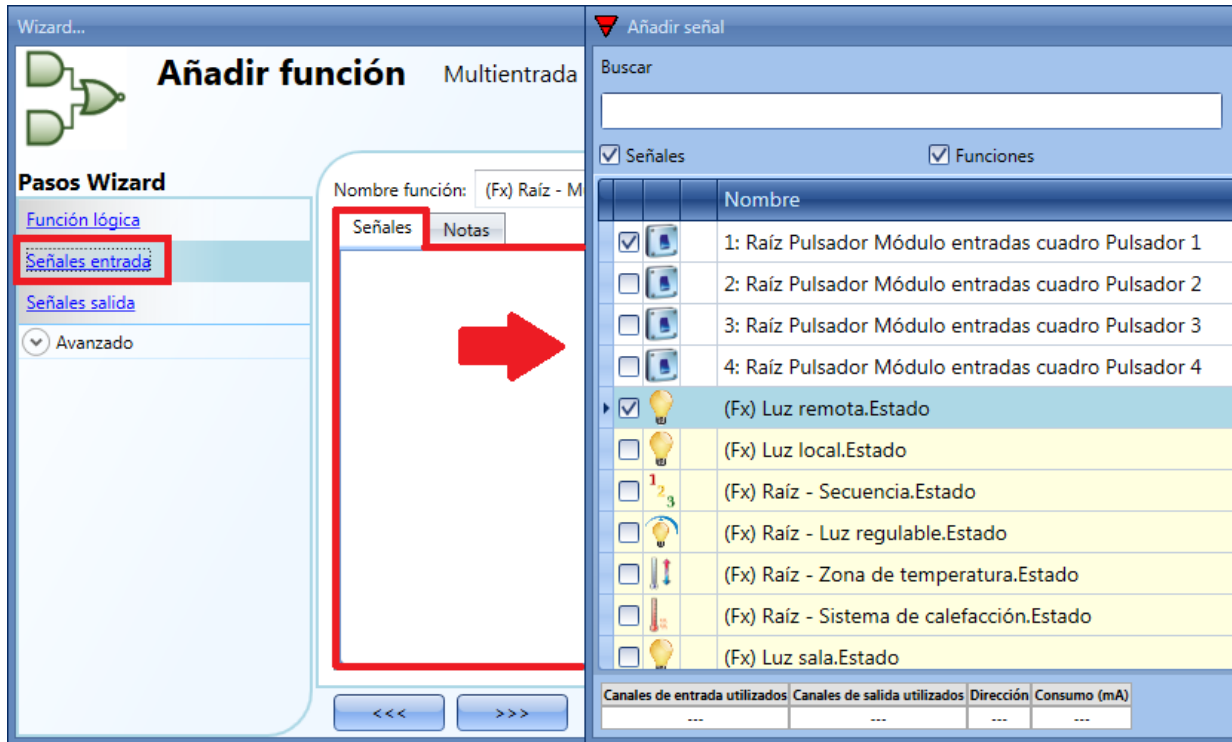 Wizard...
Añadir función Multientrada
Pasos Wizard
Función lógica
Señales entrada
Señales salida
Avanzado
Nombre función: (Fx) Raíz - M
Señales Notas
<<< >>>
Añadir señal
Buscar
Señales Funciones
Nombre
1: Raíz Pulsador Módulo entradas cuadro Pulsador 1
2: Raíz Pulsador Módulo entradas cuadro Pulsador 2
3: Raíz Pulsador Módulo entradas cuadro Pulsador 3
4: Raíz Pulsador Módulo entradas cuadro Pulsador 4
(Fx) Luz remota.Estado
(Fx) Luz local.Estado
(Fx) Raíz - Secuencia.Estado
(Fx) Raíz - Luz regulable.Estado
(Fx) Raíz - Zona de temperatura.Estado
(Fx) Raíz - Sistema de calefacción.Estado
(Fx) Luz sala.Estado
Canales de entrada utilizados Canales de salida utilizados Dirección Consumo (mA)
--- --- --- ---